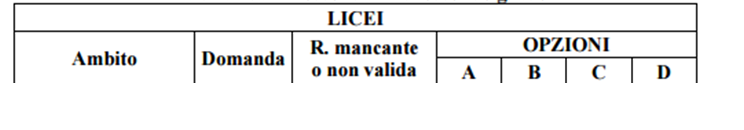 LICEI
Ambito Domanda R. mancante o non valida OPZIONI
A B C D